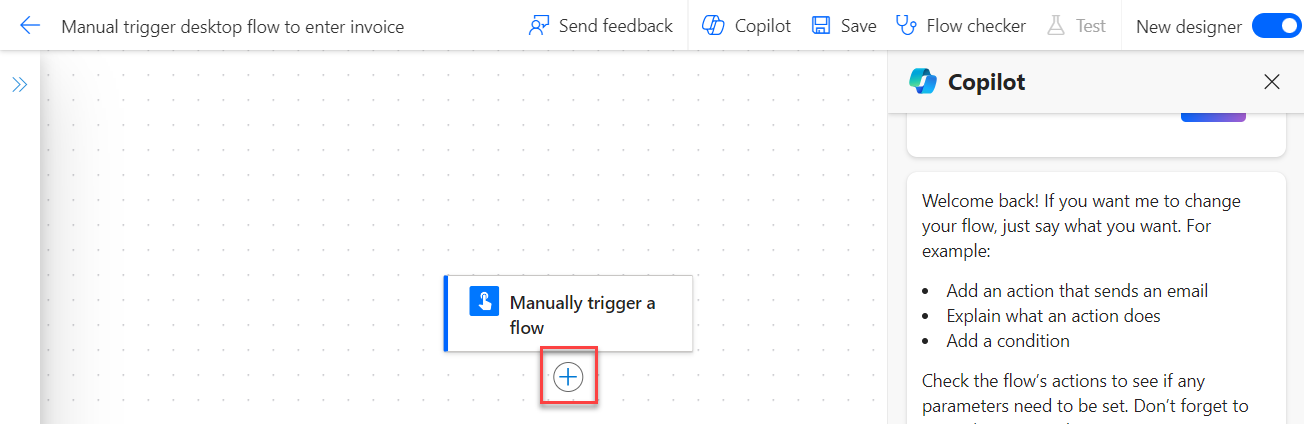 Manual trigger desktop flow to enter invoice
Send feedback
Copilot
Save
Flow checker
Test
New designer
Copilot
Welcome back! If you want me to change
your flow, just say what you want. For
example:
• Add an action that sends an email
• Explain what an action does
• Add a condition
Check the flow's actions to see if any
parameters need to be set. Don't forget to
Manually trigger a
flow